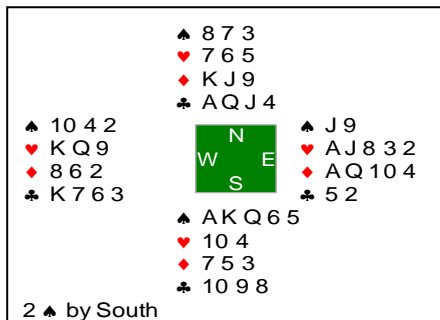 ♠ 8 7 3
♥ 7 6 5
♦ K J 9
♣ A Q J 4
♠ 10 4 2
♥ K Q 9
♦ 8 6 2
♣ K 7 6 3
N
W E
S
♠ J 9
♥ A J 8 3 2
♦ A Q 10 4
♣ 5 2
♠ A K Q 6 5
♥ 10 4
♦ 7 5 3
♣ 10 9 8
2 ♠ by South